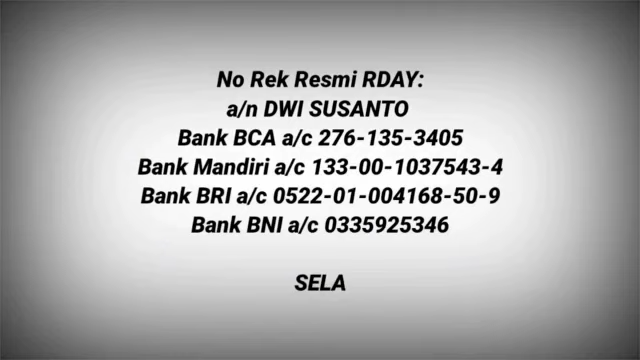 No Rek Resmi RDAY:
a/n DWI SUSANTO
Bank BCA a/c 276-135-3405
Bank Mandiri a/c 133-00-1037543-4
Bank BRI a/c 0522-01-004168-50-9
Bank BNI a/c 0335925346
SELA